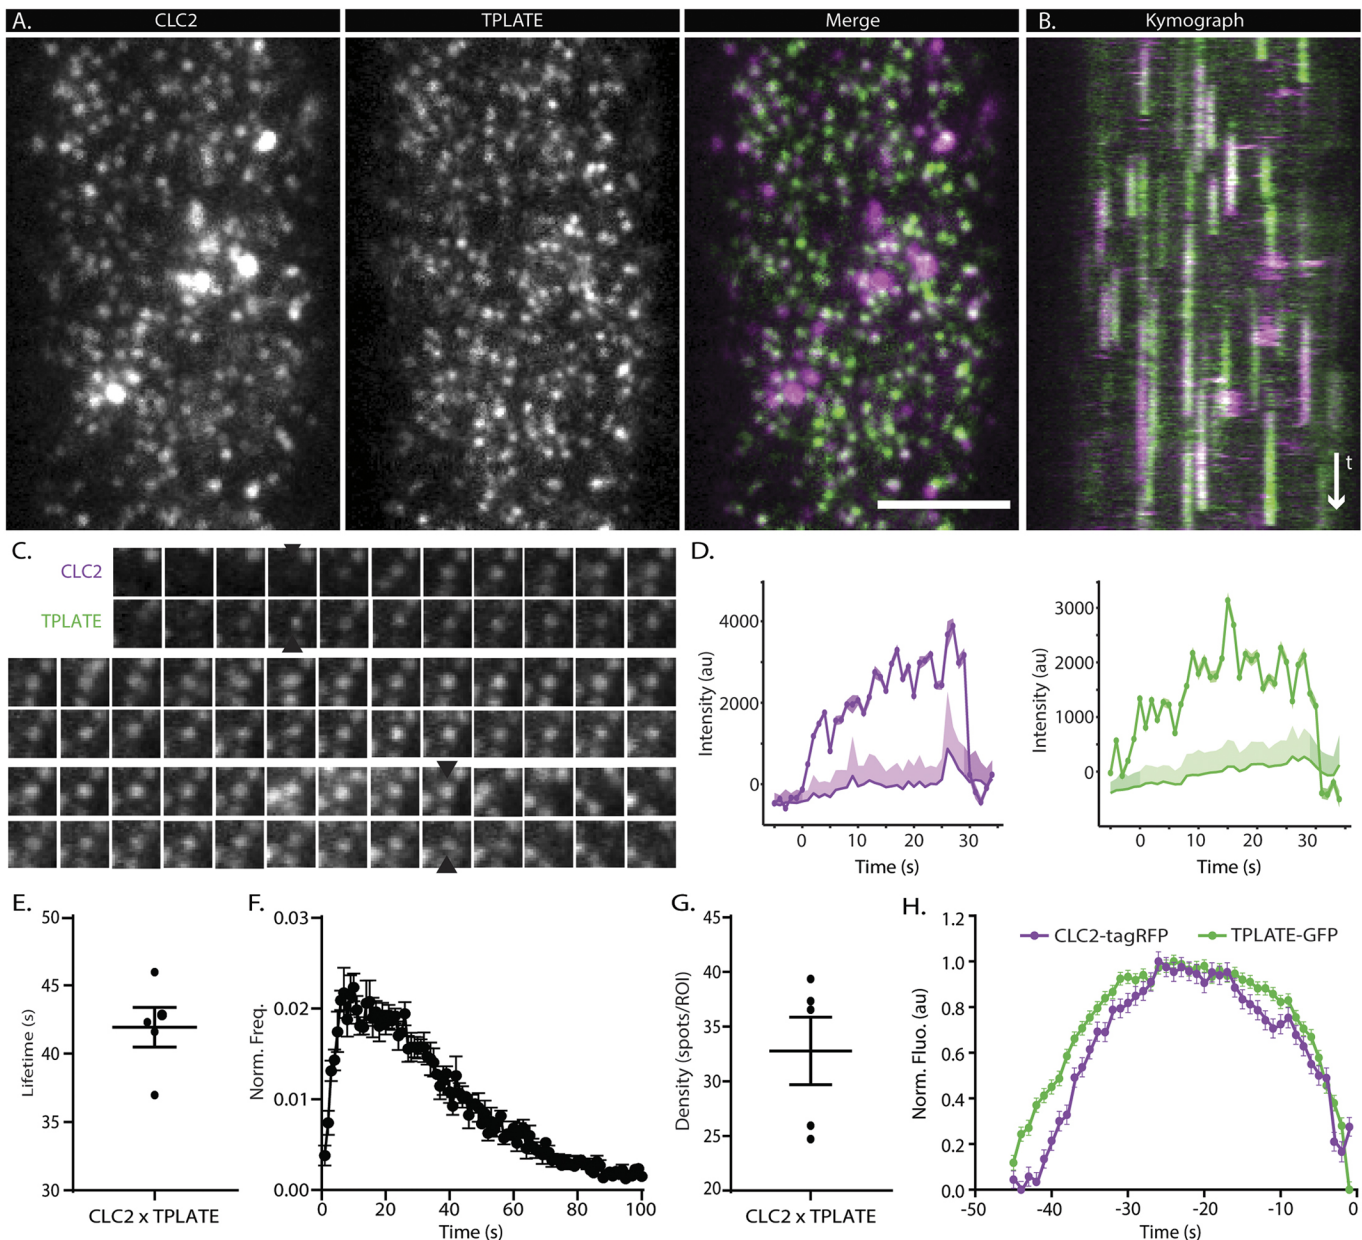 A. CLC2 TPLATE Merge B. Kymograph
t
C.
CLC2
TPLATE
D.
Intensity (au)
4000
2000
0
0 10 20 30
Time (s)
Intensity (au)
3000
2000
1000
0
0 10 20 30
Time (s)
E.
Lifetime (s)
50
45
40
35
30
CLC2 x TPLATE
F.
Norm. Freq.
0.03
0.02
0.01
0.00
0 20 40 60 80 100
Time (s)
G.
Density (spots/ROI)
45
40
35
30
25
20
CLC2 x TPLATE
H.
CLC2-tagRFP TPLATE-GFP
Norm. Fluo. (au)
1.2
1.0
0.8
0.6
0.4
0.2
0.0
-50 -40 -30 -20 -10 0
Time (s)